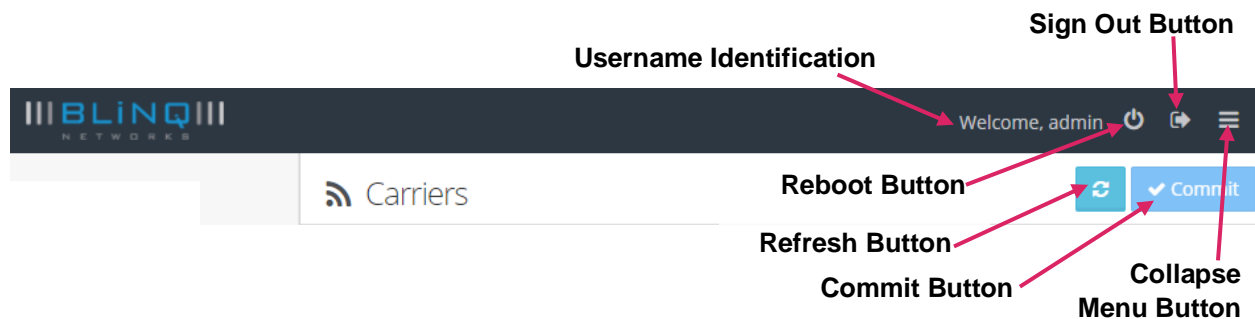 Sign Out Button
Username Identification
|||BLiNQ|||
NETWORKS
Welcome, admin
Carriers
Reboot Button
Commit
Refresh Button
Commit Button
Collapse
Menu Button